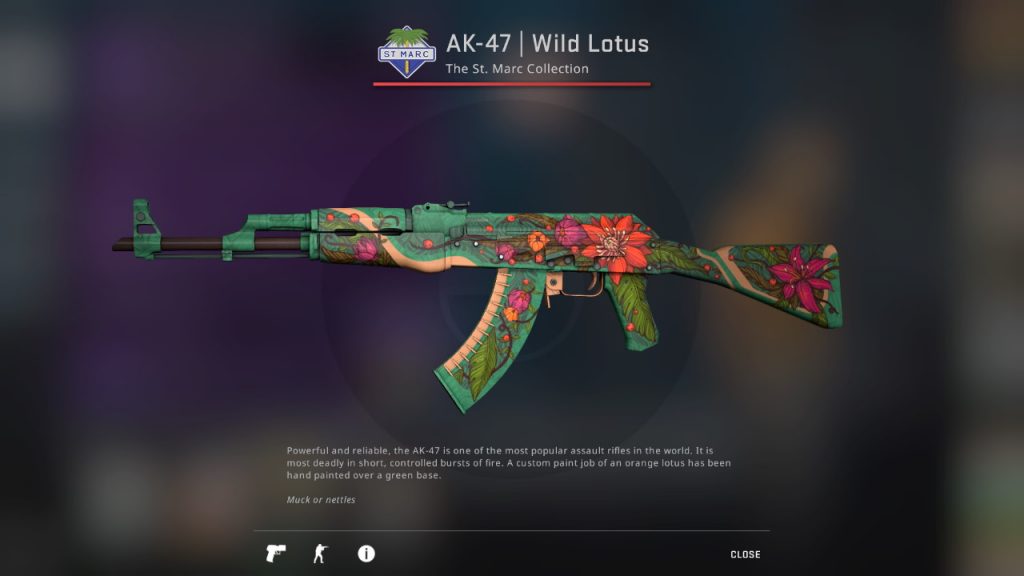 ST MARC
AK-47 | Wild Lotus
The St. Marc Collection
Powerful and reliable, the AK-47 is one of the most popular assault rifles in the world. It is
most deadly in short, controlled bursts of fire. A custom paint job of an orange lotus has been
hand painted over a green base.
Muck or nettles
CLOSE